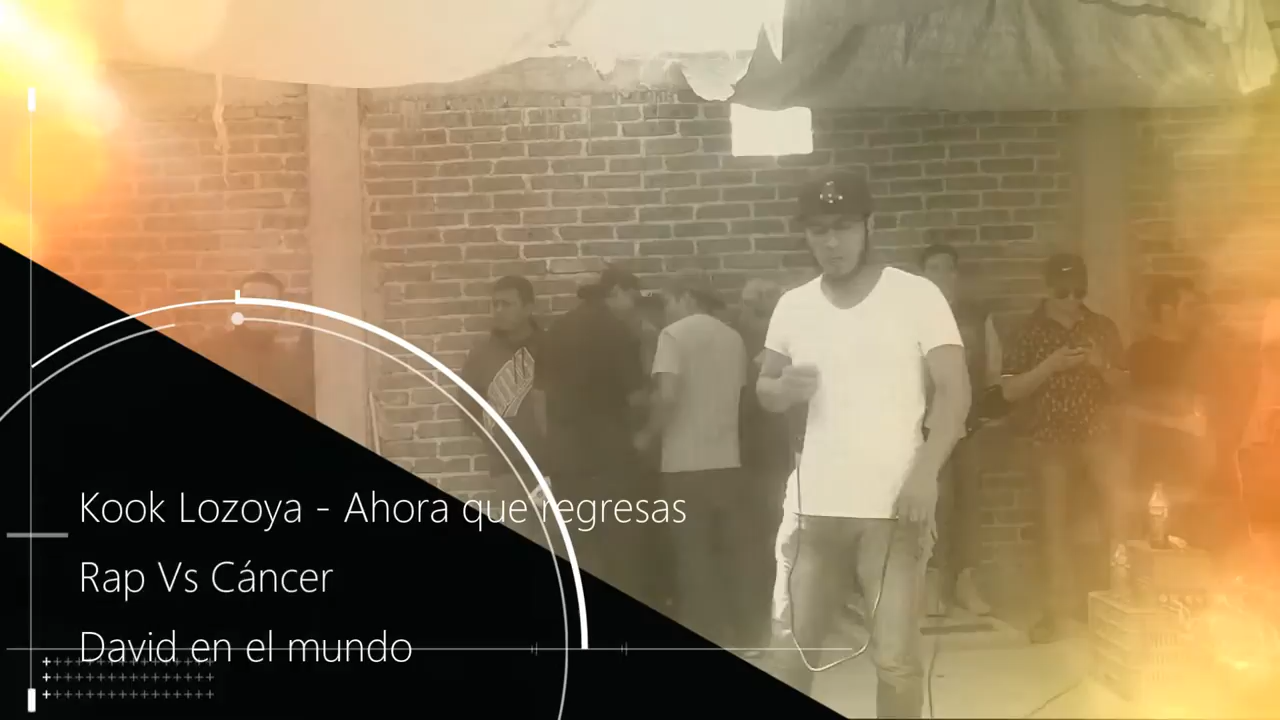 Kook Lozoya - Ahora que regresas
Rap Vs Cáncer
David en el mundo